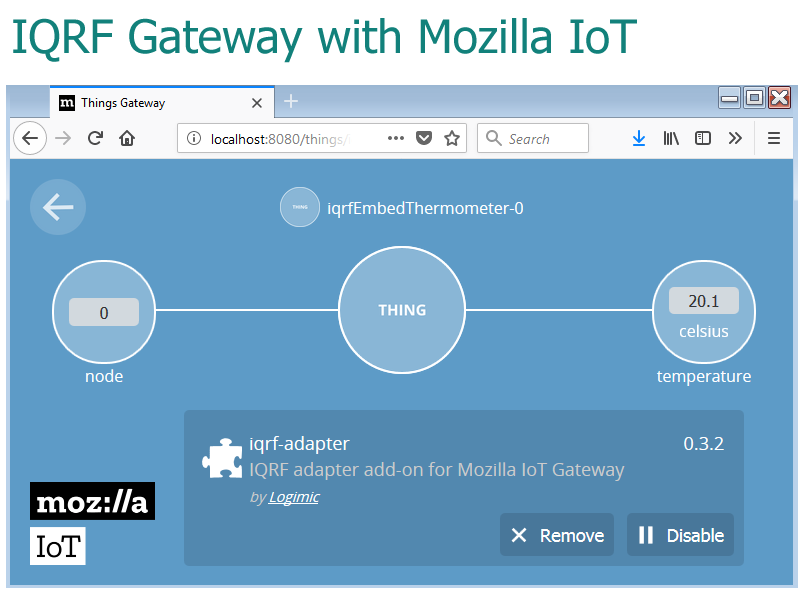 IQRF Gateway with Mozilla IoT
m Things Gateway
localhost:8080/things/
Search
THING iqrfEmbedThermometer-0
0
THING
20.1
celsius
node
temperature
iqrf-adapter 0.3.2
IQRF adapter add-on for Mozilla IoT Gateway
by Logimic
moz://a
IoT
Remove Disable